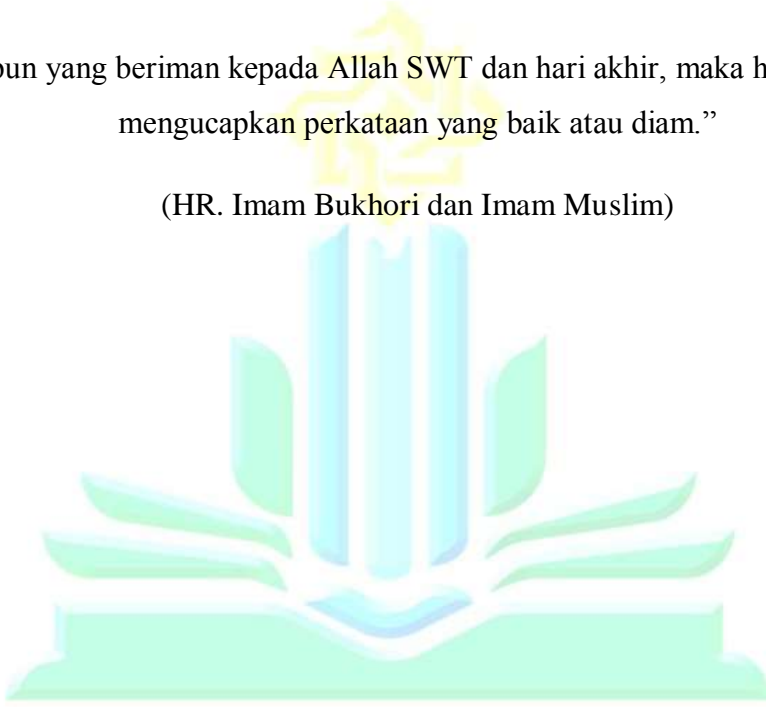 pun yang beriman kepada Allah SWT dan hari akhir, maka h
mengucapkan perkataan yang baik atau diam.”
(HR. Imam Bukhori dan Imam Muslim)